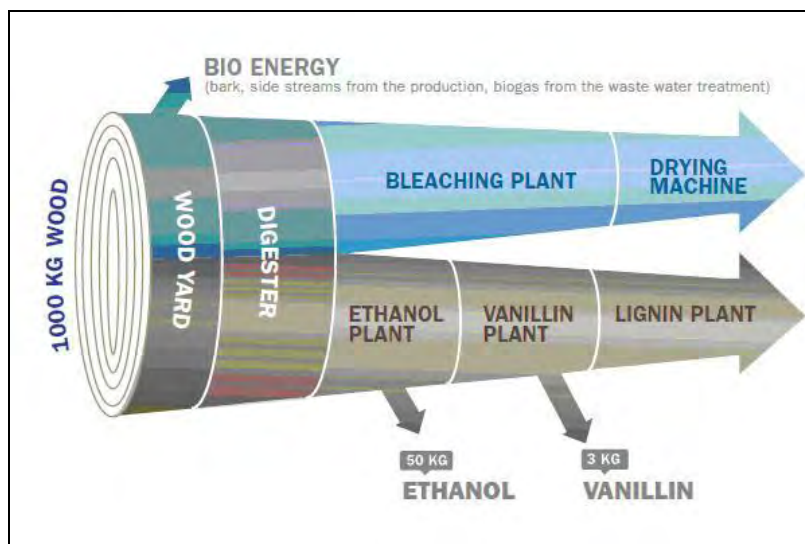 BIO ENERGY
(bark, side streams from the production, biogas from the waste water treatment)
1000 KG WOOD
WOOD YARD
DIGESTER
BLEACHING PLANT
DRYING
MACHINE
ETHANOL
PLANT
VANILLIN
PLANT
LIGNIN PLANT
50 KG
ETHANOL
3 KG
VANILLIN